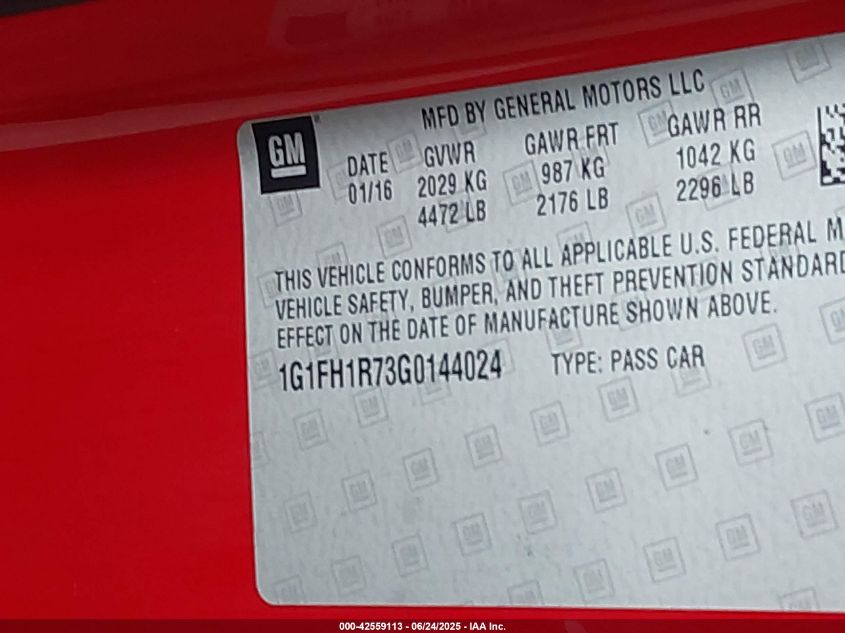 MFD BY GENERAL MOTORS LLC
GM
DATE GVWR GAWR FRT GAWR RR
01/16 2029 KG 987 KG 1042 KG
4472 LB 2176 LB 2296 LB
THIS VEHICLE CONFORMS TO ALL APPLICABLE U.S. FEDERAL M
VEHICLE SAFETY, BUMPER, AND THEFT PREVENTION STANDARD
EFFECT ON THE DATE OF MANUFACTURE SHOWN ABOVE.
1G1FH1R73G0144024 TYPE: PASS CAR
000-42559113 - 06/24/2025 - IAA Inc.